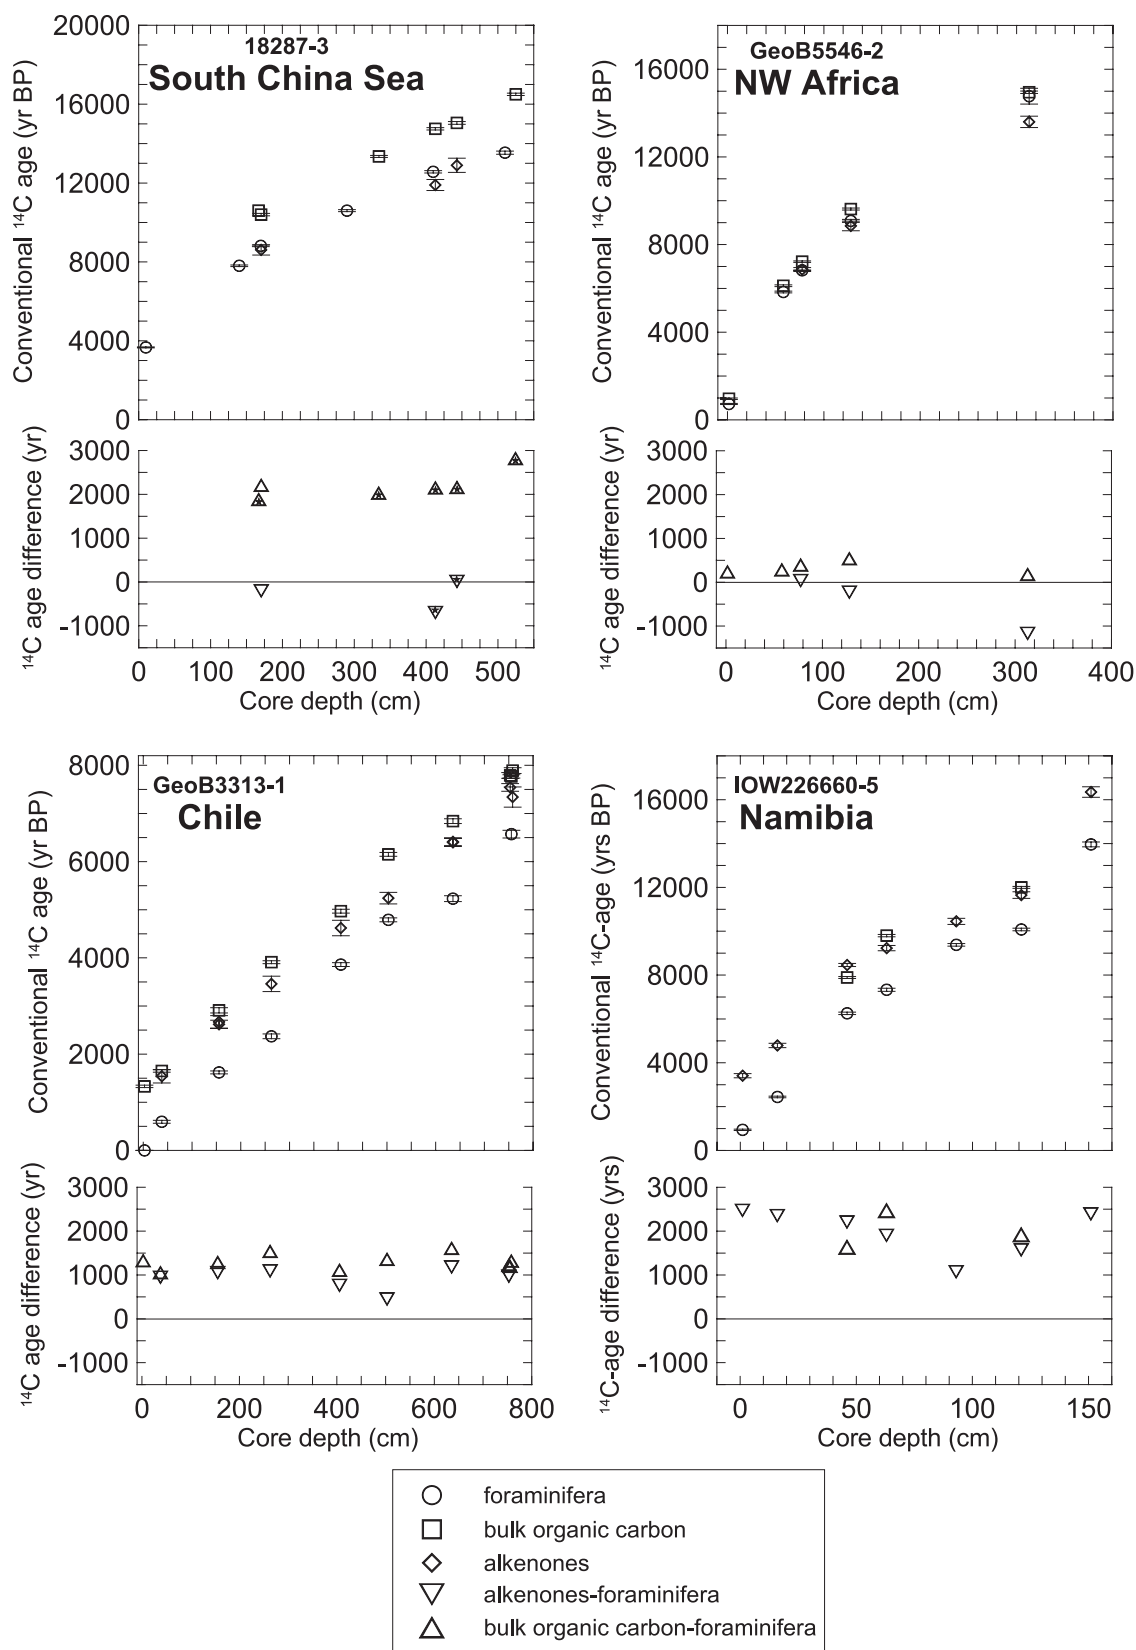 18287-3
South China Sea
Conventional ¹⁴C age (yr BP)
20000
16000
12000
8000
4000
0
¹⁴C age difference (yr)
3000
2000
1000
0
-1000
0 100 200 300 400 500
Core depth (cm)
GeoB5546-2
NW Africa
Conventional ¹⁴C age (yr BP)
16000
12000
8000
4000
0
¹⁴C age difference (yr)
3000
2000
1000
0
-1000
0 100 200 300 400
Core depth (cm)
GeoB3313-1
Chile
Conventional ¹⁴C age (yr BP)
8000
6000
4000
2000
0
¹⁴C age difference (yr)
3000
2000
1000
0
-1000
0 200 400 600 800
Core depth (cm)
IOW226660-5
Namibia
Conventional ¹⁴C-age (yrs BP)
16000
12000
8000
4000
0
¹⁴C-age difference (yrs)
3000
2000
1000
0
-1000
0 50 100 150
Core depth (cm)
foraminifera
bulk organic carbon
alkenones
alkenones-foraminifera
bulk organic carbon-foraminifera